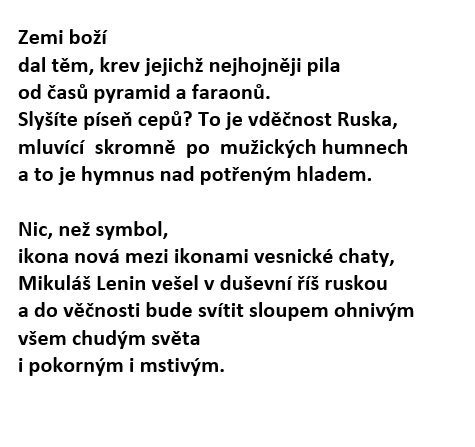 Zemi boží
dal těm, krev jejichž nejhojněji pila
od časů pyramid a faraonů.
Slyšíte píseň cepů? To je vděčnost Ruska,
mluvící skromně po mužických humnech
a to je hymnus nad potřeným hladem.

Nic, než symbol,
ikona nová mezi ikonami vesnické chaty,
Mikuláš Lenin vešel v duševní říš ruskou
a do věčnosti bude svítit sloupem ohnivým
všem chudým světa
i pokorným i mstivým.